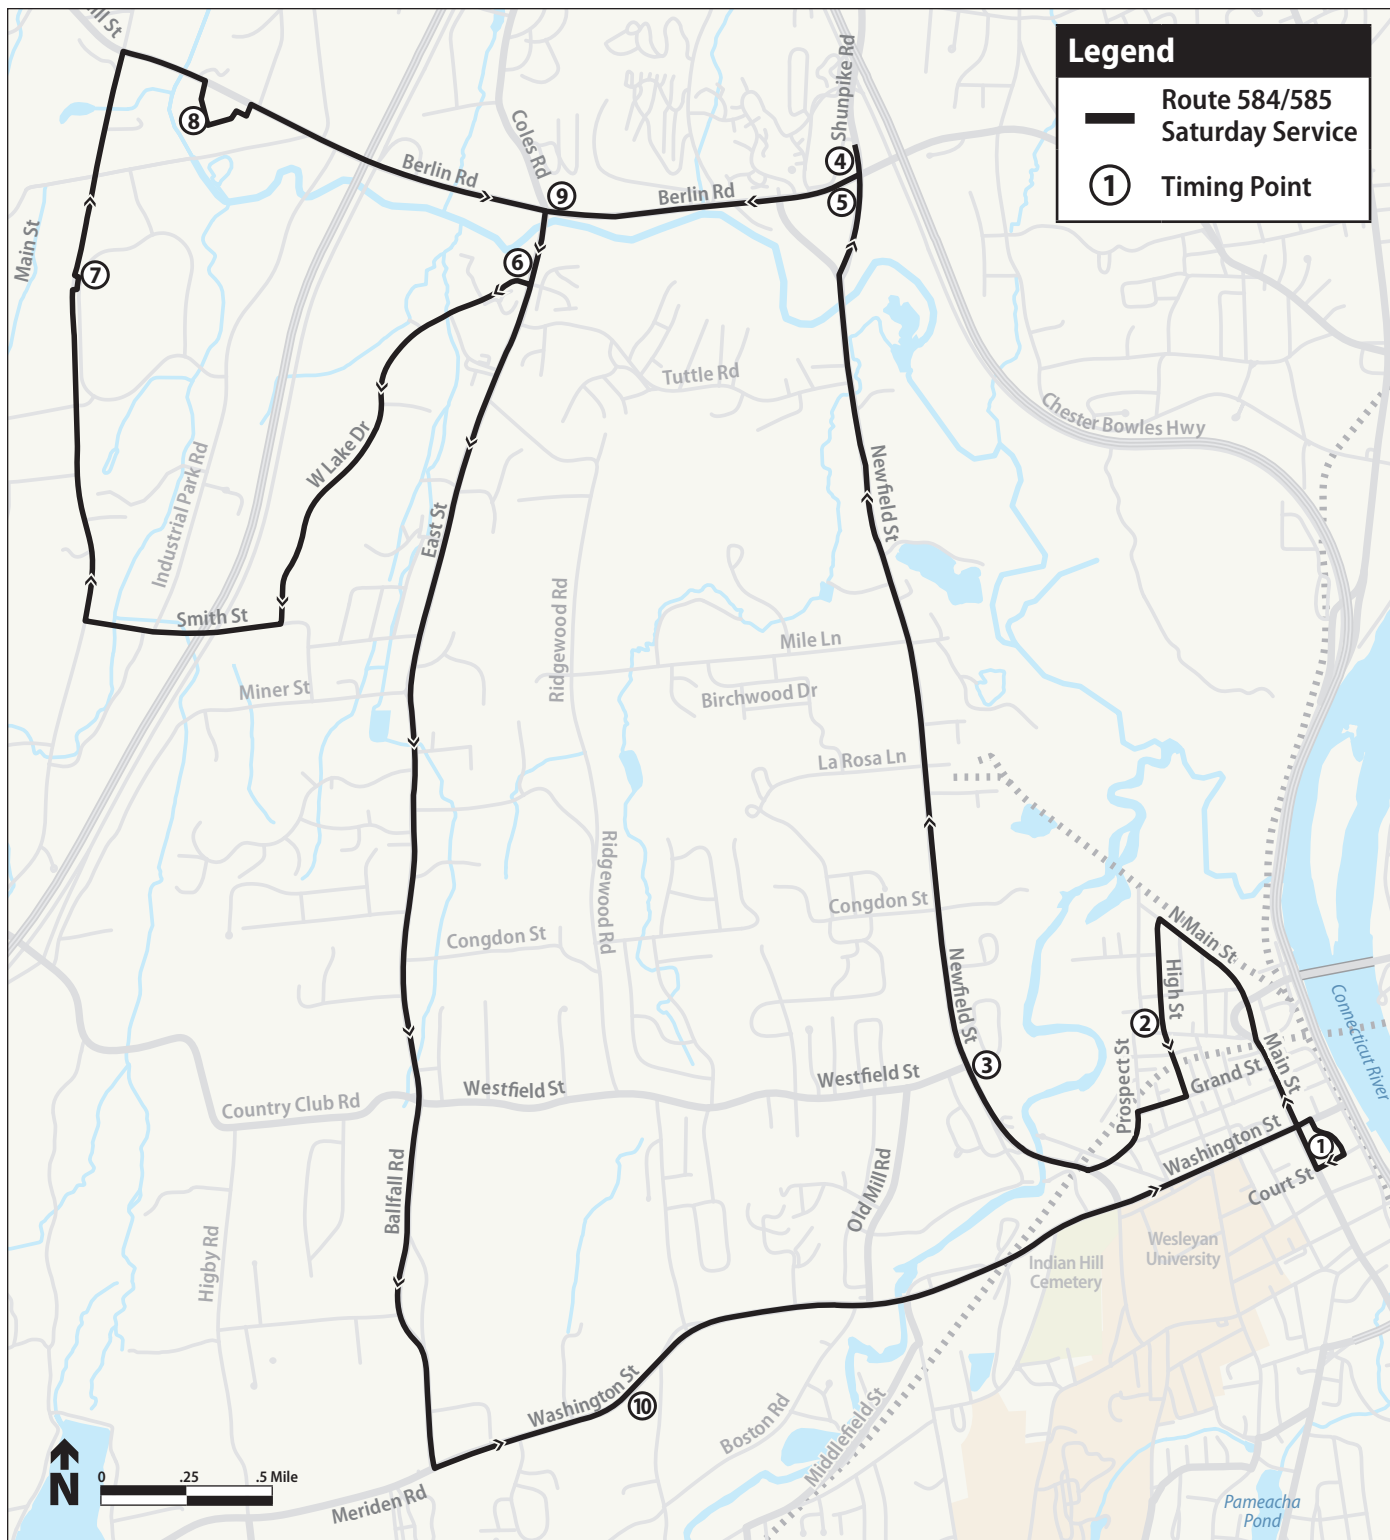 ill St
Legend
Route 584/585
Saturday Service
1
Timing Point
Shunpike Rd
Coles Rd
8
4
Berlin Rd
9
Berlin Rd
5
Main St
6
7
Tuttle Rd
Chester Bowles Hwy
W Lake Dr
Industrial Park Rd
East St
Newfield St
Smith St
Ridgewood Rd
Mile Ln
Miner St
Birchwood Dr
La Rosa Ln
Ridgewood Rd
Congdon St
N Main St
Congdon St
High St
Newfield St
Connecticut River
2
Main St
3
Westfield St
Westfield St
Prospect St
Grand St
Country Club Rd
Washington St
1
Ballfall Rd
Old Mill Rd
Court St
Wesleyan
University
Higby Rd
Indian Hill
Cemetery
Washington St
10
Boston Rd
Middlefield St
N
0 .25 .5 Mile
Meriden Rd
Pameacha
Pond